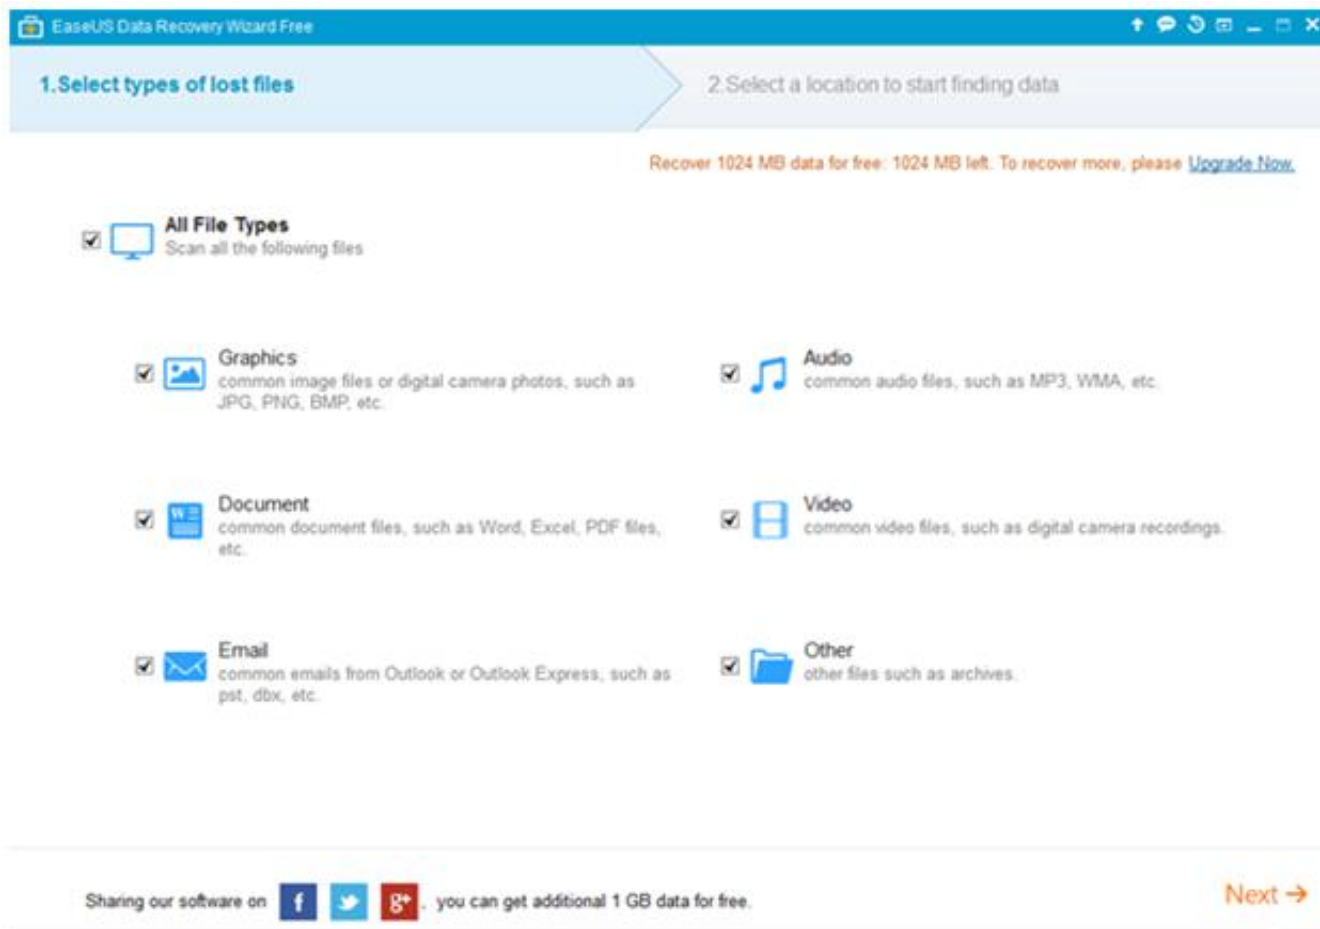 EaseUS Data Recovery Wizard Free
1.Select types of lost files
2.Select a location to start finding data
Recover 1024 MB data for free: 1024 MB left. To recover more, please Upgrade Now.
All File Types
Scan all the following files
Graphics
common image files or digital camera photos, such as
JPG, PNG, BMP, etc.
Audio
common audio files, such as MP3, WMA, etc.
Document
common document files, such as Word, Excel, PDF files,
etc.
Video
common video files, such as digital camera recordings.
Email
common emails from Outlook or Outlook Express, such as
pst, dbx, etc.
Other
other files such as archives.
Sharing our software on f g+ , you can get additional 1 GB data for free.
Next →